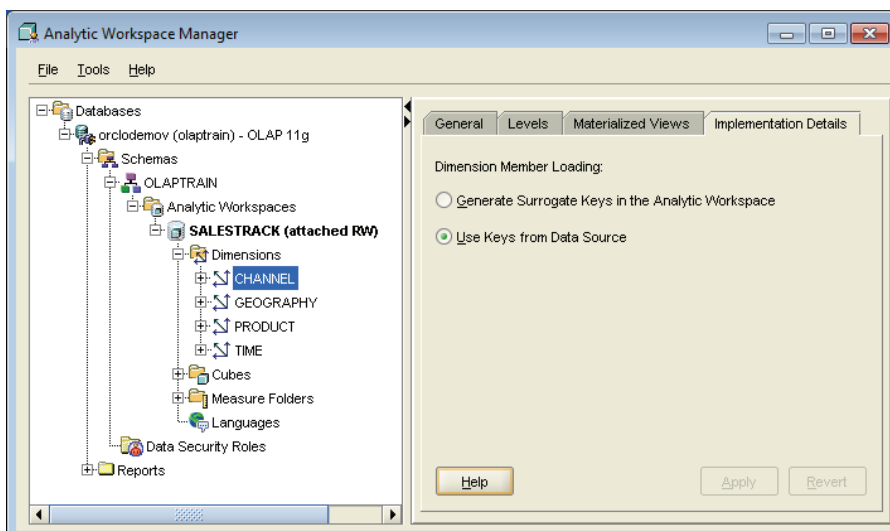 Analytic Workspace Manager
File Tools Help
Databases
orclodemov (olaptrain) - OLAP 11g
Schemas
OLAPTRAIN
Analytic Workspaces
SALESTRACK (attached RW)
Dimensions
CHANNEL
GEOGRAPHY
PRODUCT
TIME
Cubes
Measure Folders
Languages
Data Security Roles
Reports
General Levels Materialized Views Implementation Details
Dimension Member Loading:
Generate Surrogate Keys in the Analytic Workspace
Use Keys from Data Source
Help Apply Revert